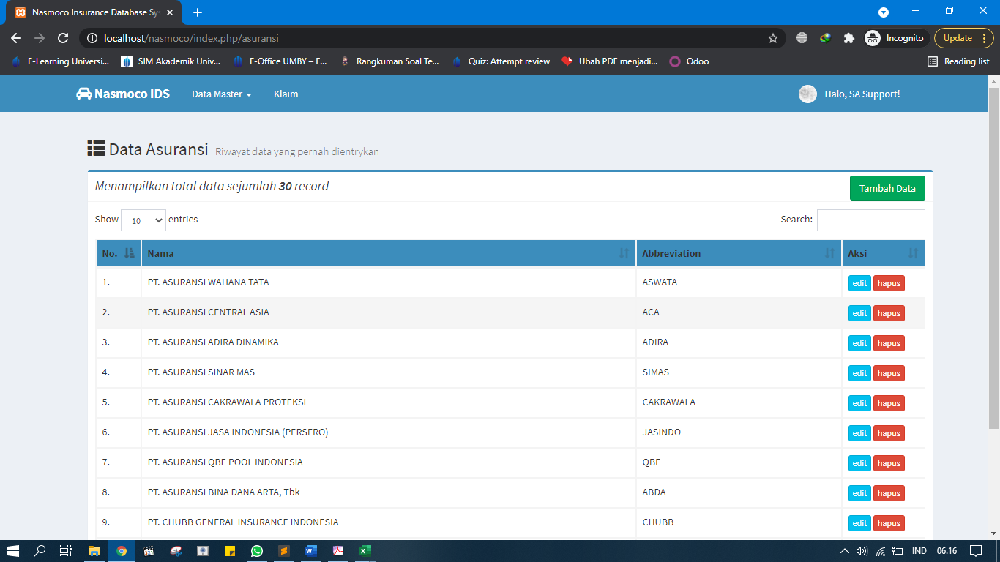 Nasmoco Insurance Database Sy
localhost/nasmoco/index.php/asuransi
Incognito
Update
E-Learning Universi...
SIM Akademik Univ...
E-Office UMBY – E...
Rangkuman Soal Te...
Quiz: Attempt review
Ubah PDF menjadi...
Odoo
Reading list
Nasmoco IDS
Data Master
Klaim
Halo, SA Support!
Data Asuransi Riwayat data yang pernah dientrykan
Menampilkan total data sejumlah 30 record
Tambah Data
Show 10 entries
Search:
No. Nama Abbreviation Aksi
1. PT. ASURANSI WAHANA TATA ASWATA edit hapus
2. PT. ASURANSI CENTRAL ASIA ACA edit hapus
3. PT. ASURANSI ADIRA DINAMIKA ADIRA edit hapus
4. PT. ASURANSI SINAR MAS SIMAS edit hapus
5. PT. ASURANSI CAKRAWALA PROTEKSI CAKRAWALA edit hapus
6. PT. ASURANSI JASA INDONESIA (PERSERO) JASINDO edit hapus
7. PT. ASURANSI QBE POOL INDONESIA QBE edit hapus
8. PT. ASURANSI BINA DANA ARTA, Tbk ABDA edit hapus
9. PT. CHUBB GENERAL INSURANCE INDONESIA CHUBB edit hapus
IND 06.16